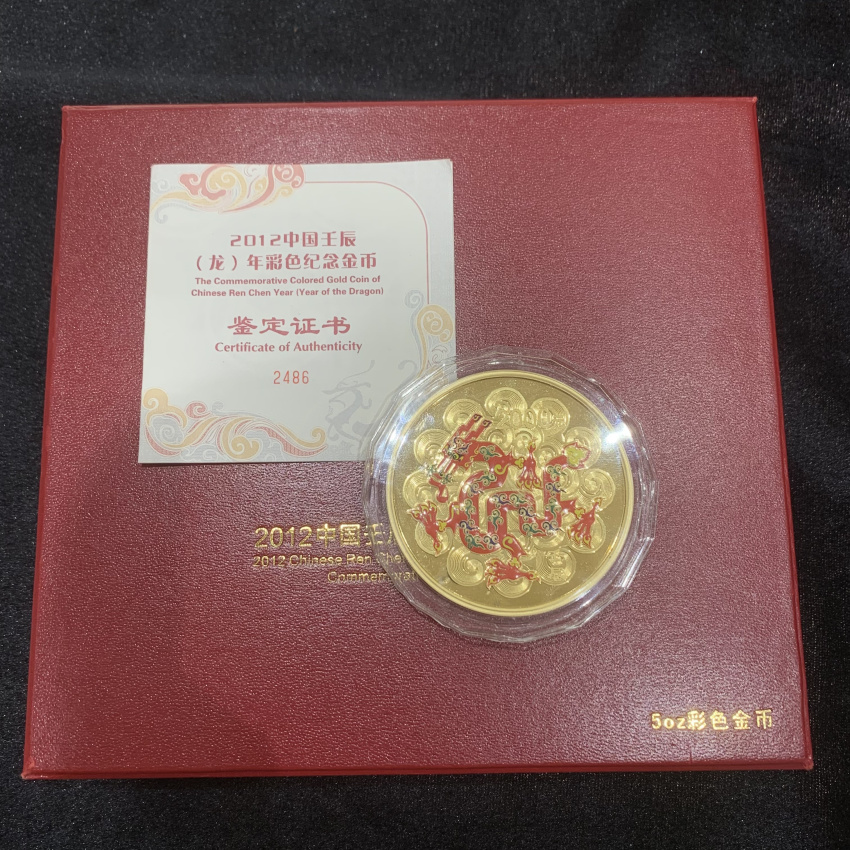 2012中国壬辰
（龙）年彩色纪念金币
The Commemorative Colored Gold Coin of
Chinese Ren Chen Year (Year of the Dragon)
鉴定证书
Certificate of Authenticity
2486
2012中国壬
2012 Chinese Ren Che
Commemorat
5oz彩色金币